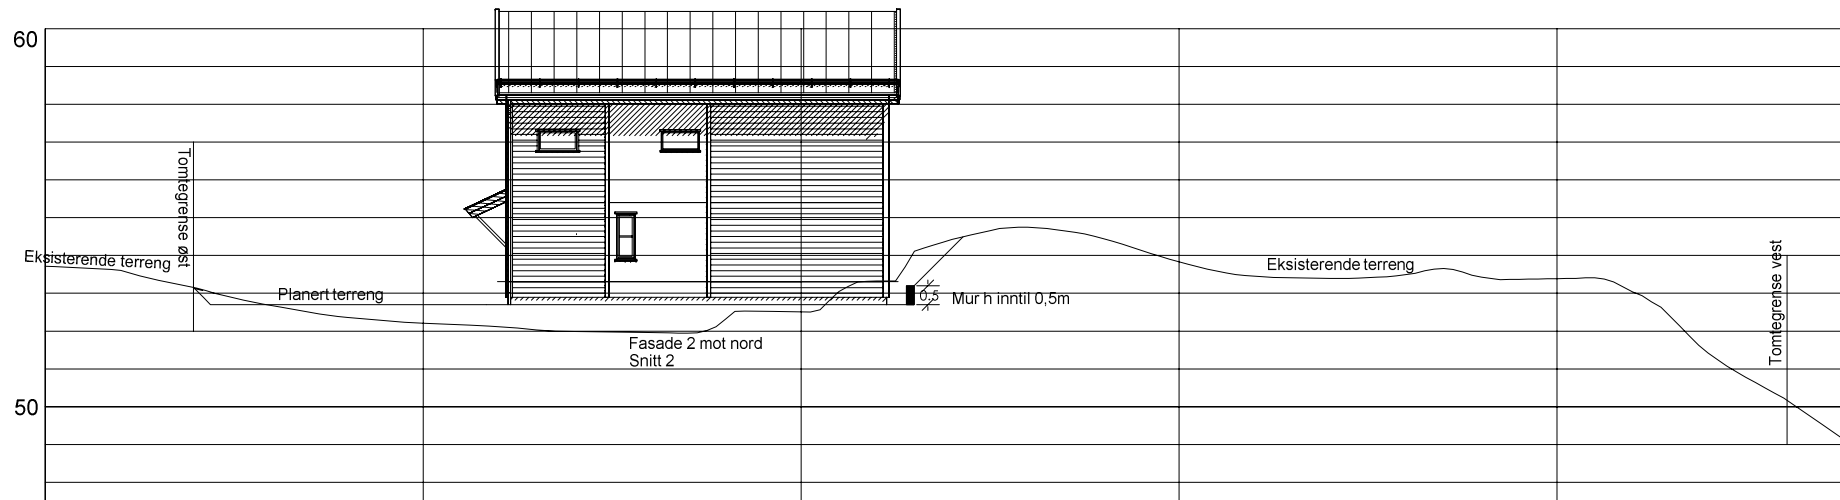 60
Tomtegrense øst
Eksisterende terreng
Planert terreng
0,5
Mur h inntil 0,5m
Eksisterende terreng
Tomtegrense vest
Fasade 2 mot nord
Snitt 2
50